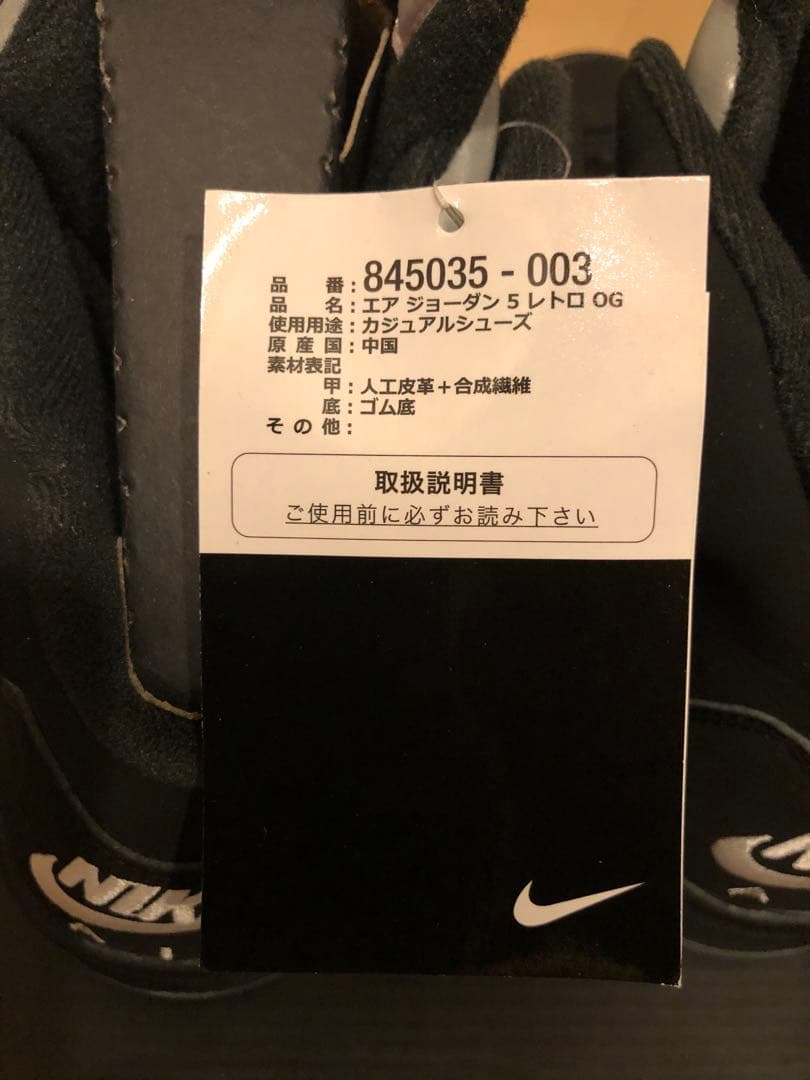 品 番：845035 - 003
品 名：エア ジョーダン 5 レトロ OG
使用用途：カジュアルシューズ
原 産 国：中国
素材表記
甲：人工皮革＋合成繊維
底：ゴム底
そ の 他：
取扱説明書
ご使用前に必ずお読み下さい
NIK
N